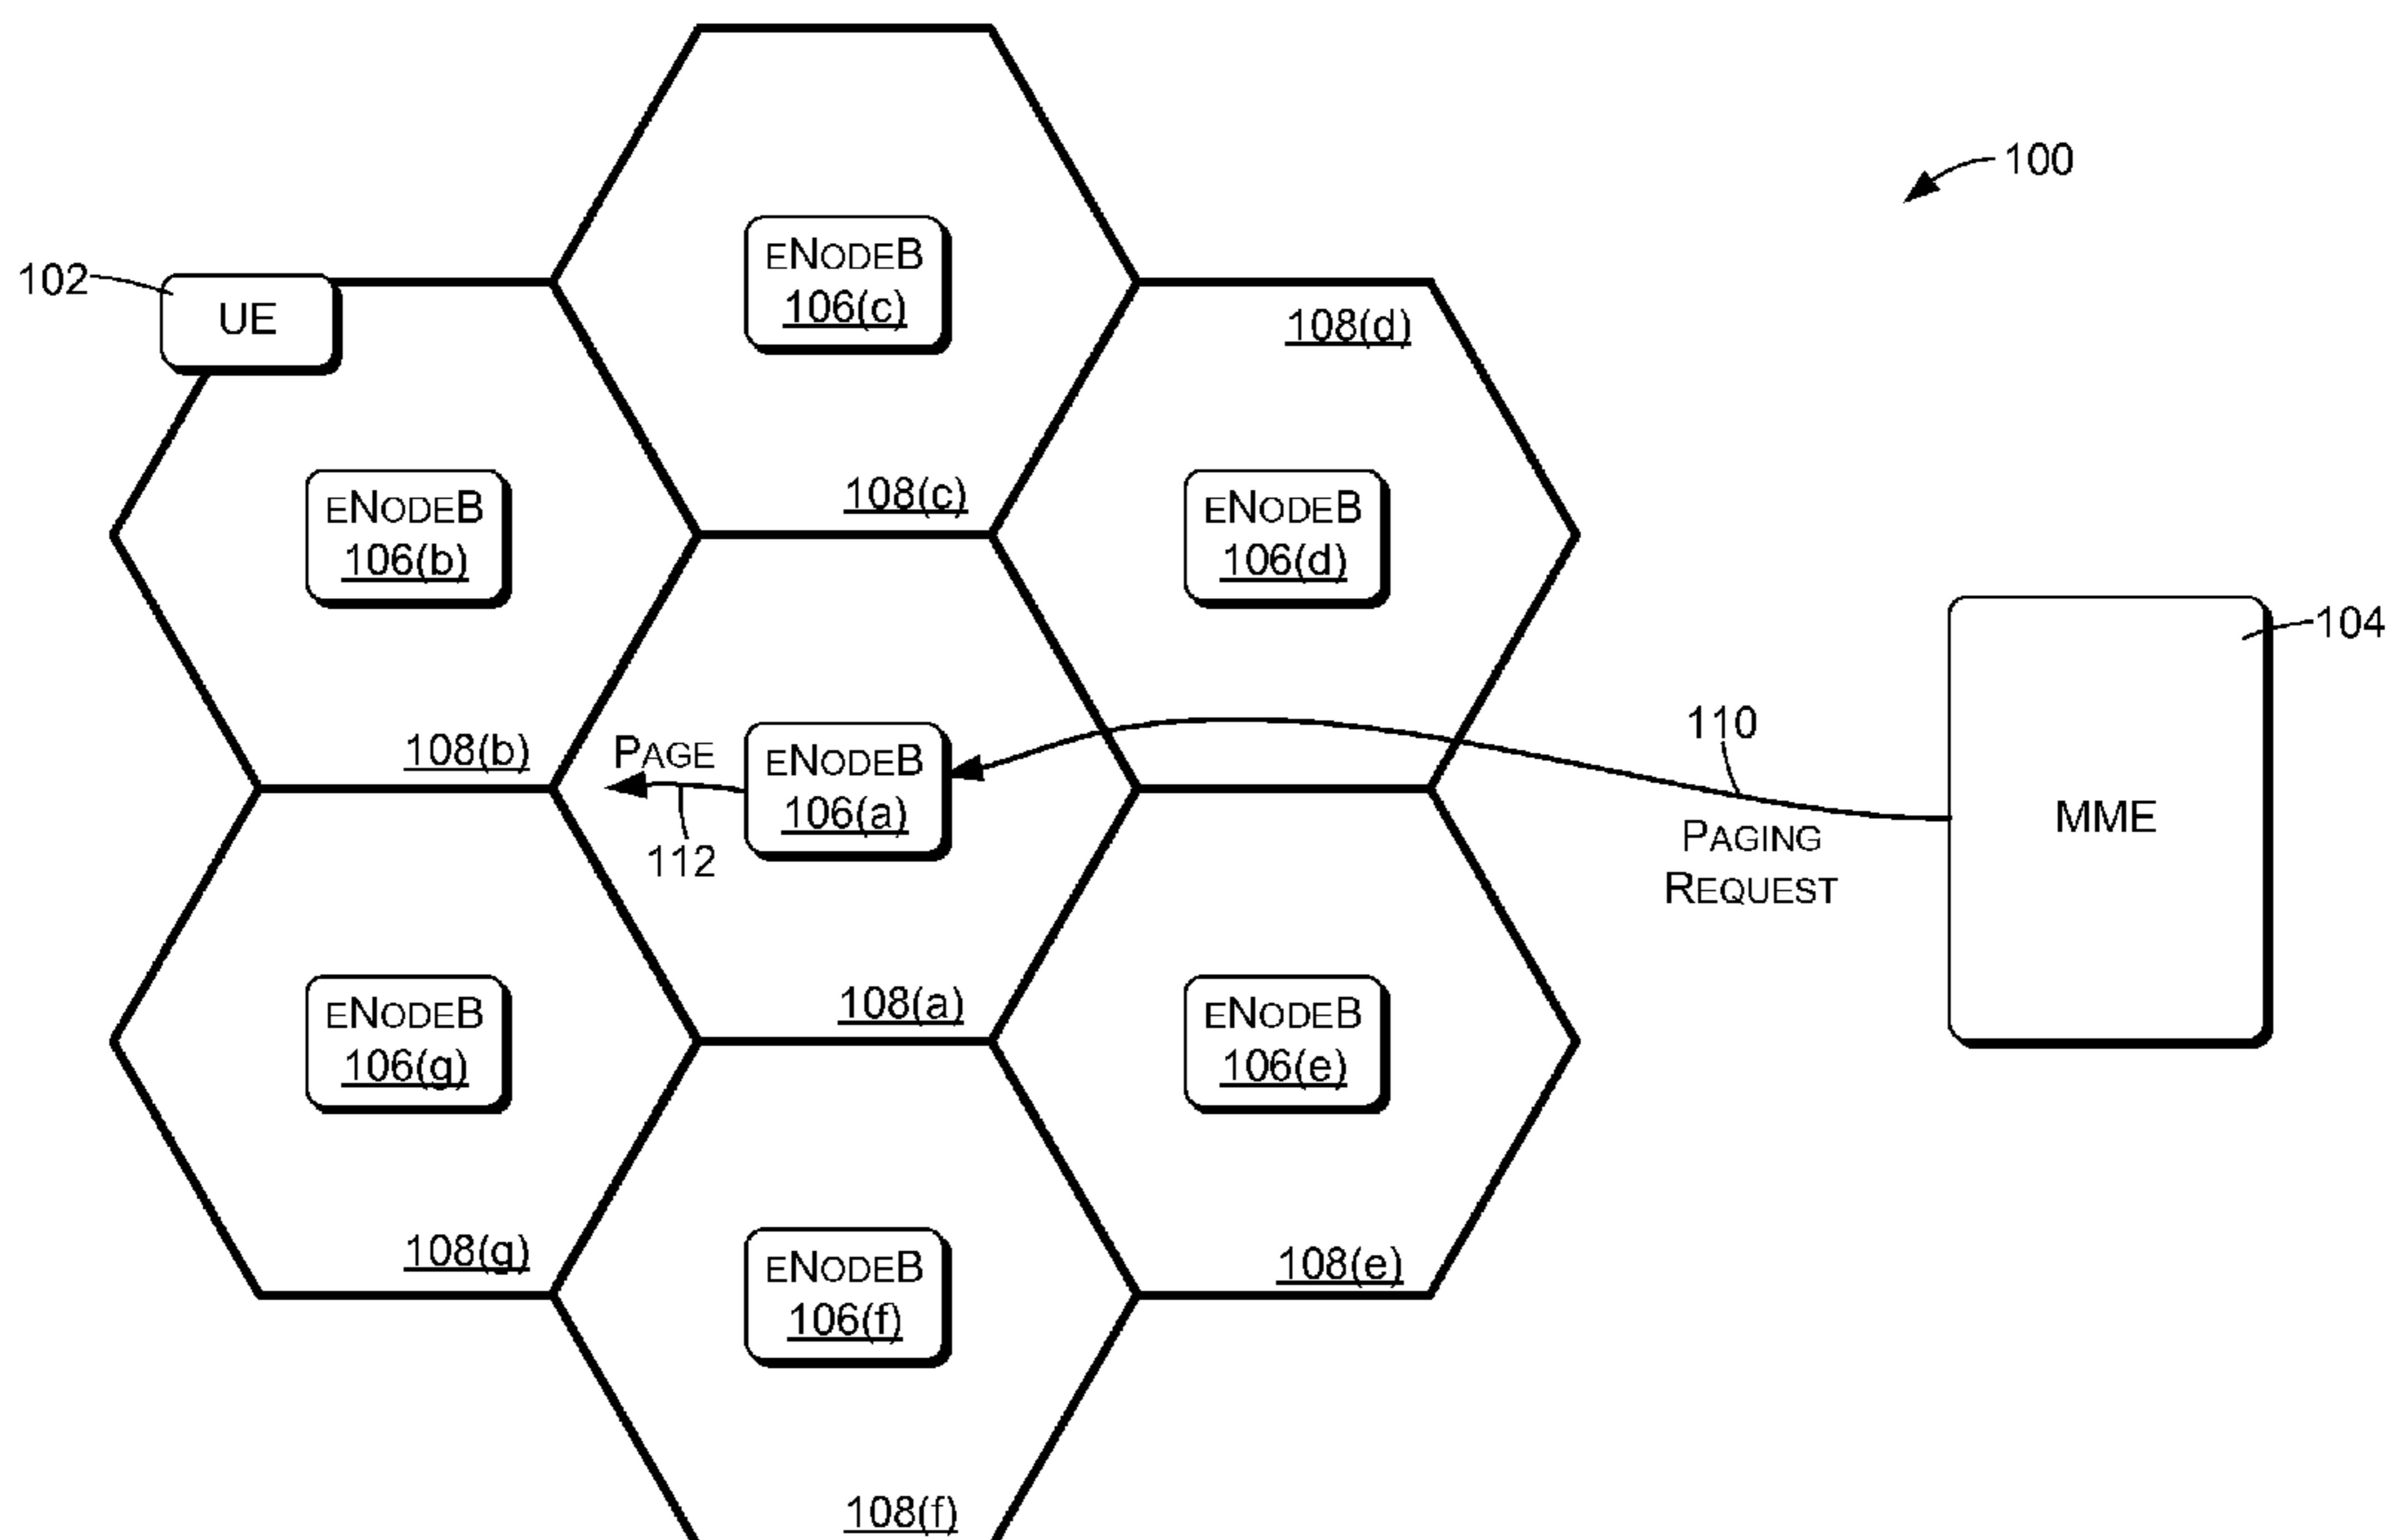 100
ENODEB
106(c)
102
UE
108(d)
108(c)
ENODEB
106(b)
ENODEB
106(d)
104
108(b)
PAGE
ENODEB
106(a)
112
110
PAGING
REQUEST
MME
108(a)
ENODEB
106(g)
ENODEB
106(e)
108(g)
108(e)
ENODEB
106(f)
108(f)